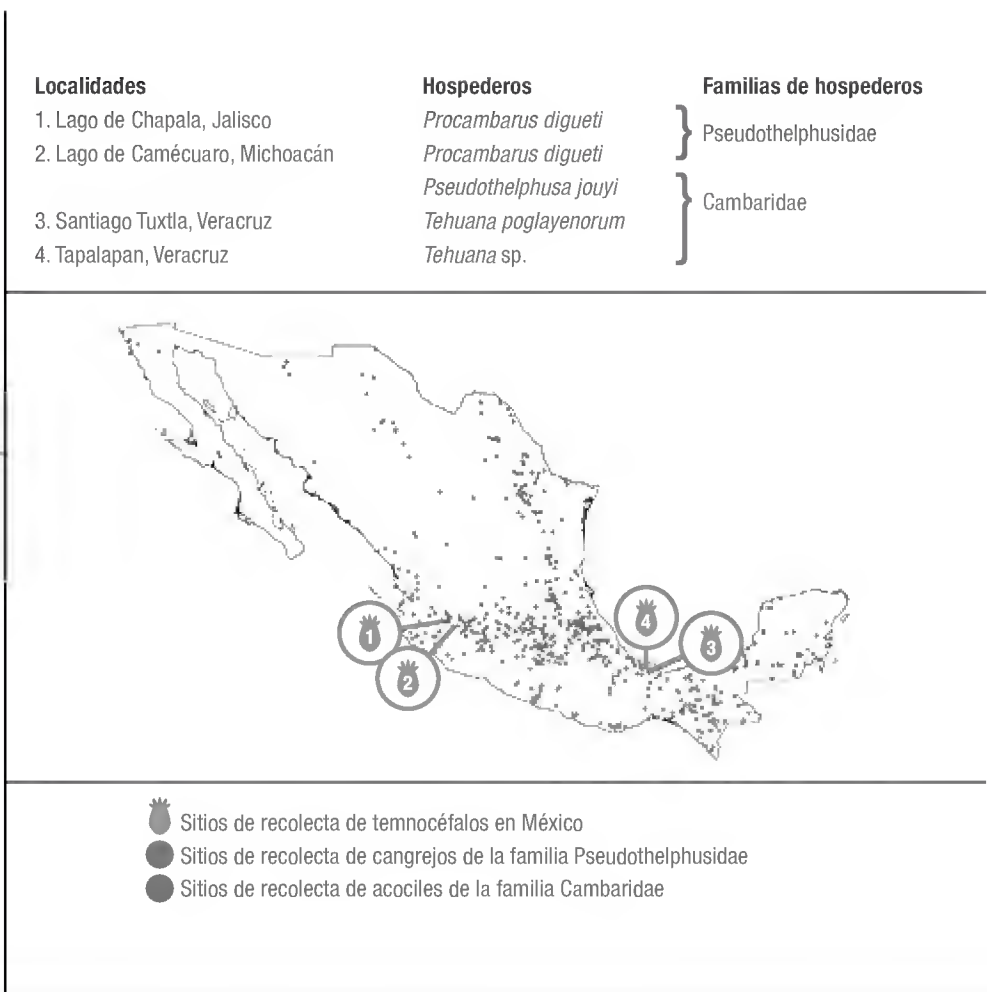 Localidades Hospederos Familias de hospederos
1. Lago de Chapala, Jalisco Procambarus digueti
Pseudothelphusidae
2. Lago de Camécuaro, Michoacán Procambarus digueti
Pseudothelphusa jouyi
Cambaridae
3. Santiago Tuxtla, Veracruz Tehuana poglayenorum
4. Tapalapan, Veracruz Tehuana sp.
4
1
3
2
Sitios de recolecta de temnocéfalos en México
Sitios de recolecta de cangrejos de la familia Pseudothelphusidae
Sitios de recolecta de acociles de la familia Cambaridae